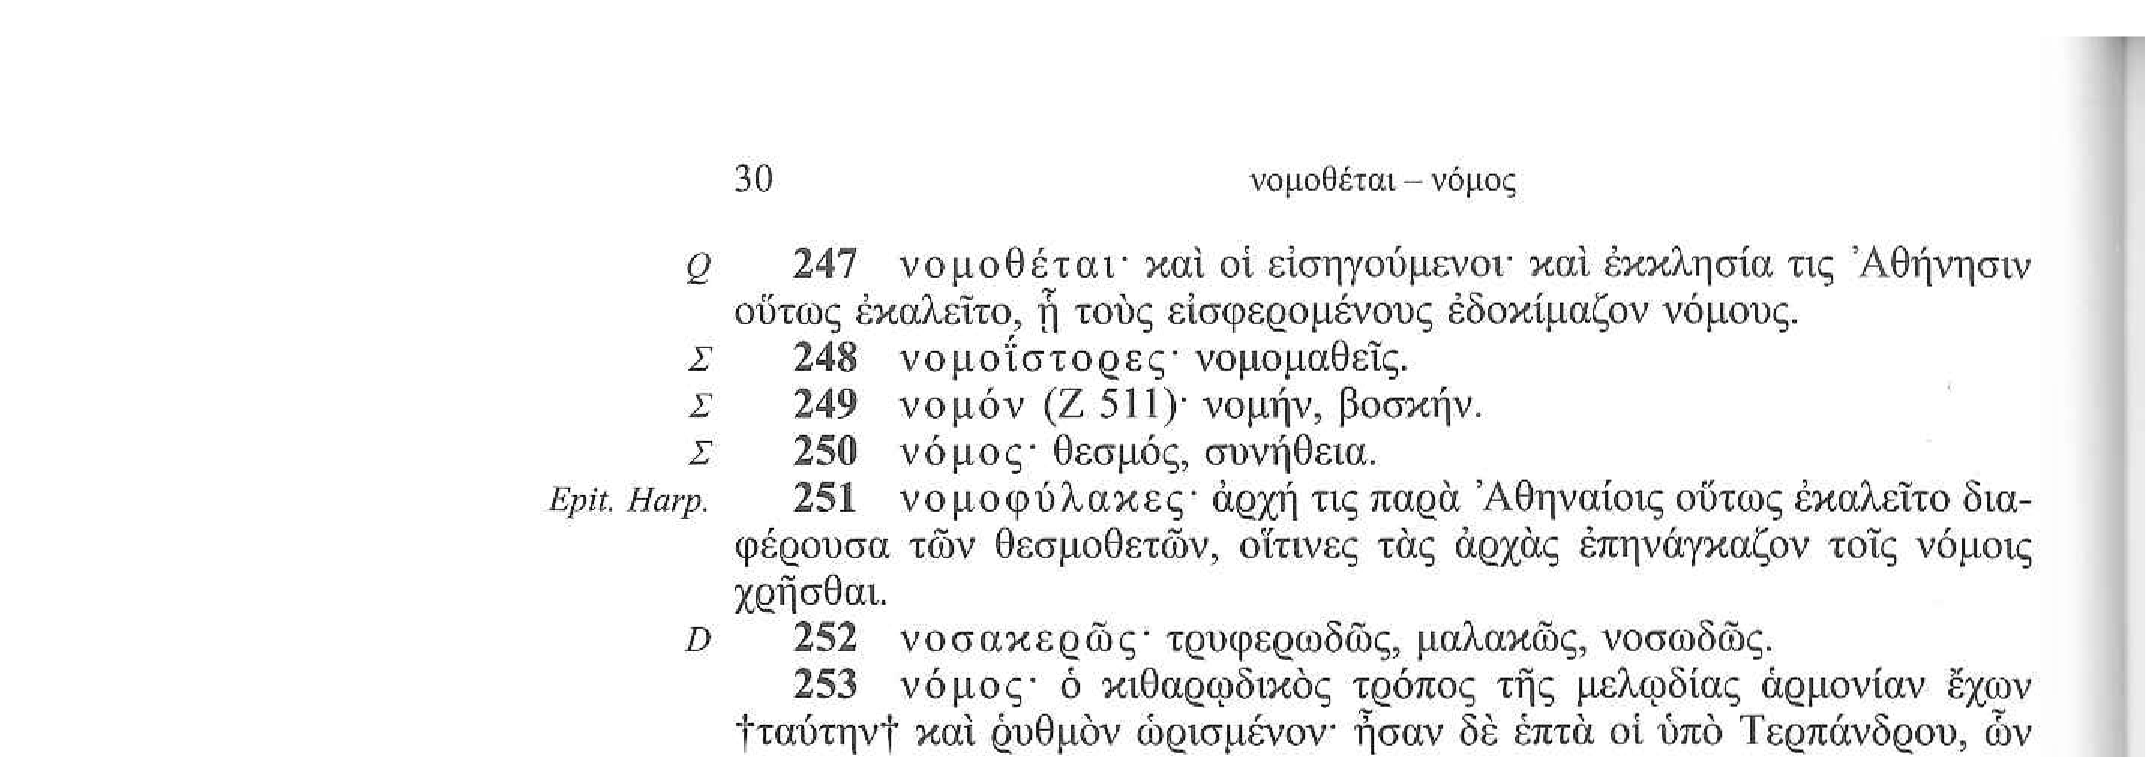 30 νομοθέται – νόμος
Q 247 νομοθέται· καὶ οἱ εἰσηγούμενοι· καὶ ἐκκλησία τις Ἀθήνησιν
οὕτως ἐκαλεῖτο, ᾗ τοὺς εἰσφερομένους ἐδοκίμαζον νόμους.
Σ 248 νομοΐστορες· νομομαθεῖς.
Σ 249 νομόν (Ζ 511)· νομήν, βοσκήν.
Σ 250 νόμος· θεσμός, συνήθεια.
Epit. Harp. 251 νομοφύλακες· ἀρχή τις παρὰ Ἀθηναίοις οὕτως ἐκαλεῖτο δια-
φέρουσα τῶν θεσμοθετῶν, οἵτινες τὰς ἀρχὰς ἐπηνάγκαζον τοῖς νόμοις
χρῆσθαι.
D 252 νοσακερῶς· τρυφερωδῶς, μαλακῶς, νοσωδῶς.
253 νόμος· ὁ κιθαρῳδικὸς τρόπος τῆς μελῳδίας ἁρμονίαν ἔχων
†ταύτην† καὶ ῥυθμὸν ὡρισμένον· ἦσαν δὲ ἑπτὰ οἱ ὑπὸ Τερπάνδρου, ὧν